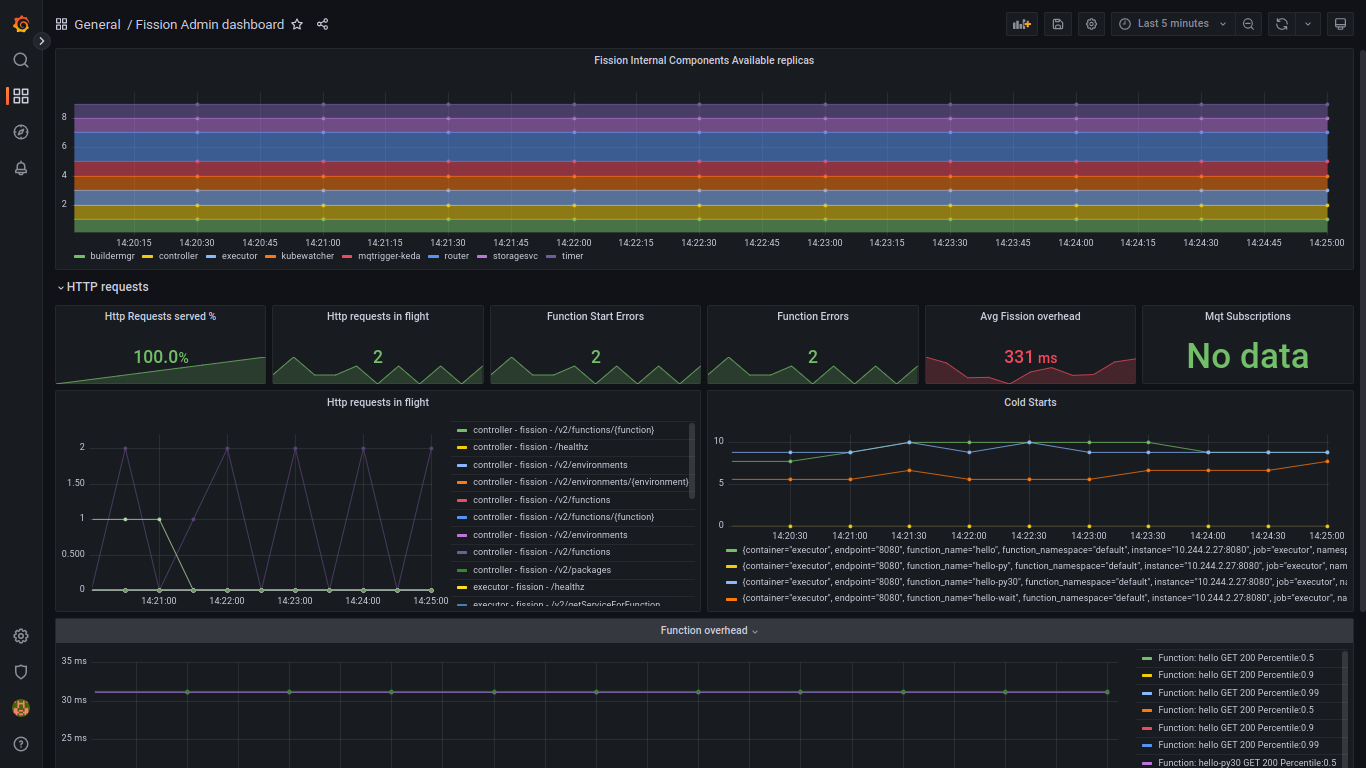 General / Fission Admin dashboard
Last 5 minutes
Fission Internal Components Available replicas
8
6
4
2
14:20:15 14:20:30 14:20:45 14:21:00 14:21:15 14:21:30 14:21:45 14:22:00 14:22:15 14:22:30 14:22:45 14:23:00 14:23:15 14:23:30 14:23:45 14:24:00 14:24:15 14:24:30 14:24:45 14:25:00
buildermgr controller executor kubewatcher mqtrigger-keda router storagesvc timer
HTTP requests
Http Requests served %
100.0%
Http requests in flight
2
Function Start Errors
2
Function Errors
2
Avg Fission overhead
331 ms
Mqt Subscriptions
No data
Http requests in flight
2
1.50
1
0.500
0
14:21:00 14:22:00 14:23:00 14:24:00 14:25:00
controller - fission - /v2/functions/{function}
controller - fission - /healthz
controller - fission - /v2/environments
controller - fission - /v2/environments/{environment}
controller - fission - /v2/functions
controller - fission - /v2/functions/{function}
controller - fission - /v2/environments
controller - fission - /v2/functions
controller - fission - /v2/packages
executor - fission - /healthz
executor - fission - /v2/getServiceForFunction
Cold Starts
10
5
0
14:20:30 14:21:00 14:21:30 14:22:00 14:22:30 14:23:00 14:23:30 14:24:00 14:24:30 14:25:00
{container="executor", endpoint="8080", function_name="hello", function_namespace="default", instance="10.244.2.27:8080", job="executor", namesp
{container="executor", endpoint="8080", function_name="hello-py", function_namespace="default", instance="10.244.2.27:8080", job="executor", nam
{container="executor", endpoint="8080", function_name="hello-py30", function_namespace="default", instance="10.244.2.27:8080", job="executor", na
{container="executor", endpoint="8080", function_name="hello-wait", function_namespace="default", instance="10.244.2.27:8080", job="executor", na
Function overhead
35 ms
30 ms
25 ms
Function: hello GET 200 Percentile:0.5
Function: hello GET 200 Percentile:0.9
Function: hello GET 200 Percentile:0.99
Function: hello GET 200 Percentile:0.5
Function: hello GET 200 Percentile:0.9
Function: hello GET 200 Percentile:0.99
Function: hello-py30 GET 200 Percentile:0.5